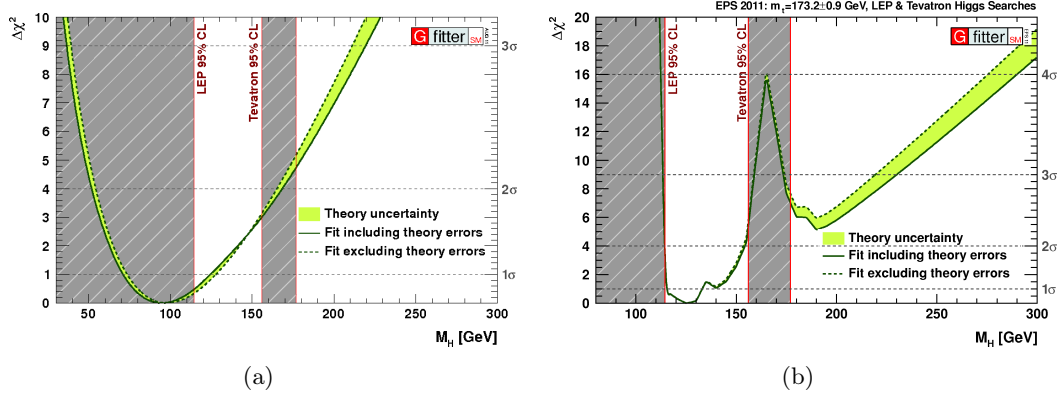 EPS 2011: mt=173.2±0.9 GeV, LEP & Tevatron Higgs Searches
Δχ²
10
9
8
7
6
5
4
3
2
1
0
LEP 95% CL
Tevatron 95% CL
G fitter SM
3σ
2σ
1σ
Theory uncertainty
Fit including theory errors
Fit excluding theory errors
50 100 150 200 250 300
MH [GeV]
(a)
Δχ²
20
18
16
14
12
10
8
6
4
2
0
LEP 95% CL
Tevatron 95% CL
G fitter SM
4σ
3σ
2σ
1σ
Theory uncertainty
Fit including theory errors
Fit excluding theory errors
100 150 200 250 300
MH [GeV]
(b)